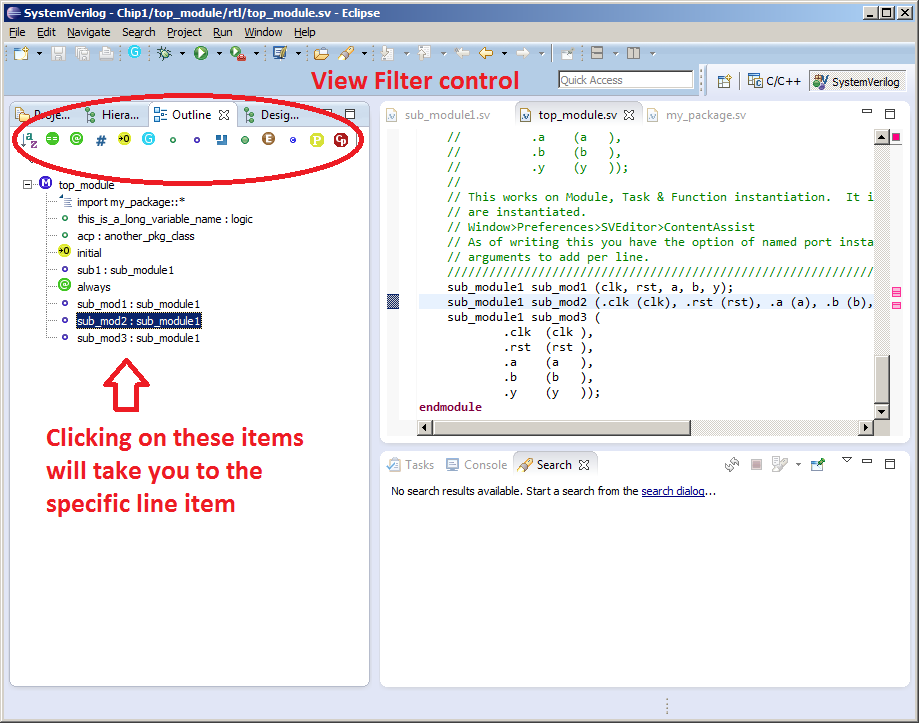 SystemVerilog - Chip1/top_module/rtl/top_module.sv - Eclipse
File Edit Navigate Search Project Run Window Help
View Filter control
Quick Access
C/C++
SystemVerilog
Proje... Hiera... Outline Desig...
top_module
import my_package::*
this_is_a_long_variable_name : logic
acp : another_pkg_class
initial
sub1 : sub_module1
always
sub_mod1 : sub_module1
sub_mod2 : sub_module1
sub_mod3 : sub_module1
Clicking on these items
will take you to the
specific line item
sub_module1.sv top_module.sv my_package.sv
// .a (a ),
// .b (b ),
// .y (y ));
//
// This works on Module, Task & Function instantiation. It i
// are instantiated.
// Window>Preferences>SVEditor>ContentAssist
// As of writing this you have the option of named port insta
// arguments to add per line.
/////////////////////////////////////////////////////////////
sub_module1 sub_mod1 (clk, rst, a, b, y);
sub_module1 sub_mod2 (.clk (clk), .rst (rst), .a (a), .b (b),
sub_module1 sub_mod3 (
.clk (clk ),
.rst (rst ),
.a (a ),
.b (b ),
.y (y ));
endmodule
Tasks Console Search
No search results available. Start a search from the search dialog...